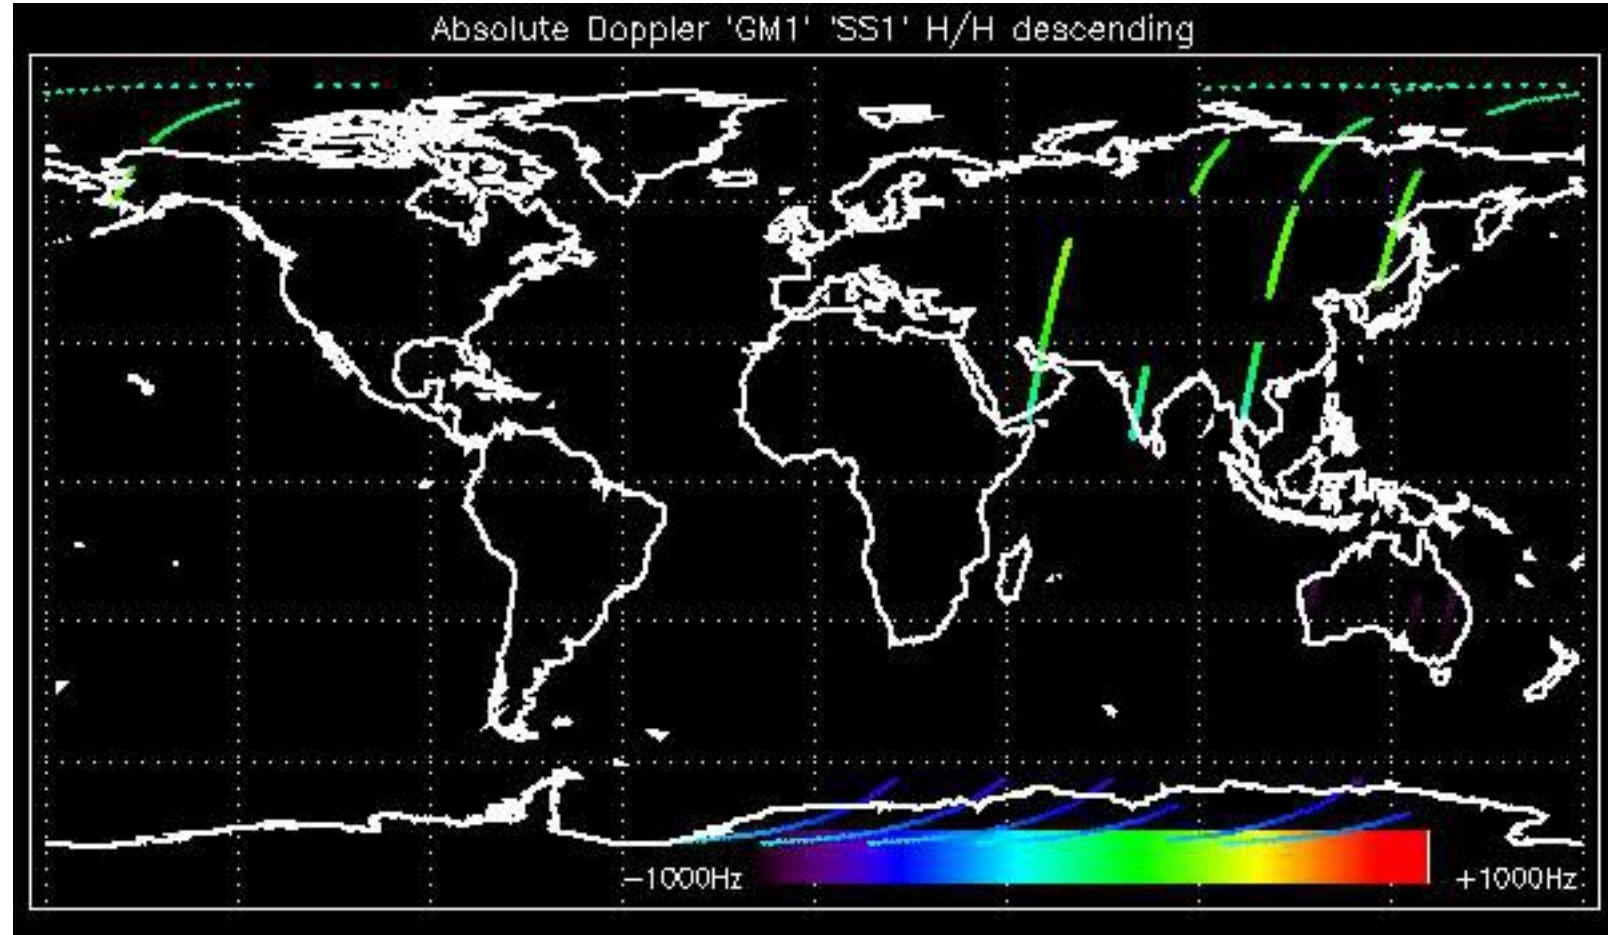 Absolute Doppler 'GM1' 'SS1' H/H descending
−1000Hz +1000Hz